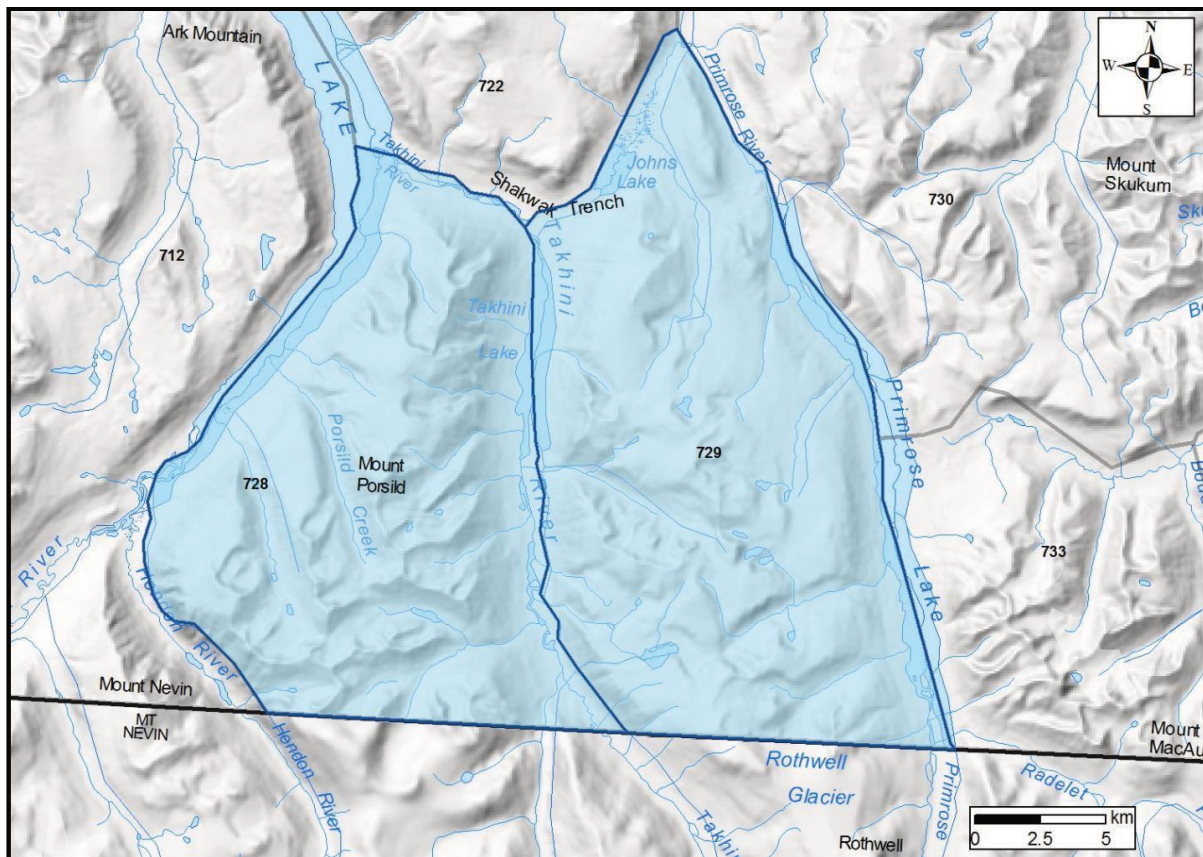 Ark Mountain
LAKE
722
N
W
E
S
Primrose River
Takhini
River
Johns
Lake
Mount
Skukum
730
Shakwak Trench
712
Takhini
Takhini
Lake
Primrose
Porsild
Creek
Mount
Porsild
729
728
River
Lake
River
Hendon River
733
Mount Nevin
MT
NEVIN
Hendon River
Rothwell
Glacier
Primrose
Radelet
Mount
MacAu
Takhini
Rothwell
km
0 2.5 5